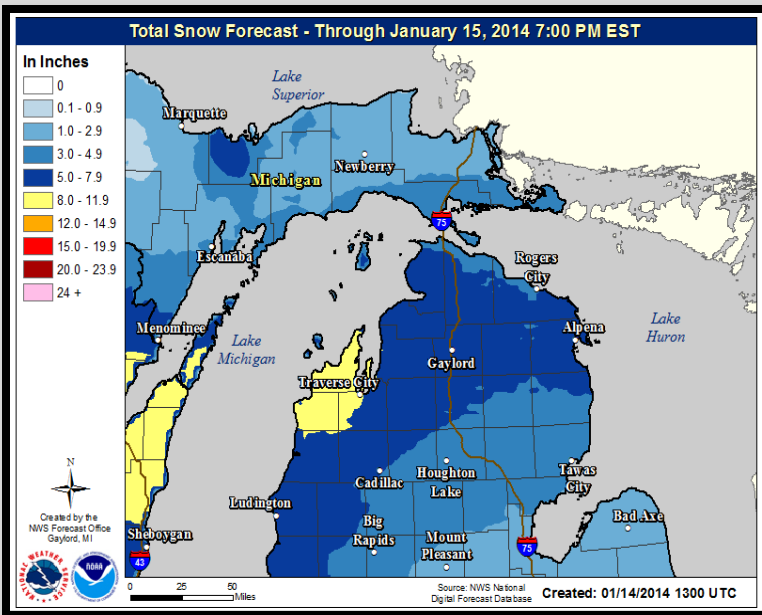 Total Snow Forecast - Through January 15, 2014 7:00 PM EST
In Inches
0
0.1 - 0.9
1.0 - 2.9
3.0 - 4.9
5.0 - 7.9
8.0 - 11.9
12.0 - 14.9
15.0 - 19.9
20.0 - 23.9
24 +
Lake
Superior
Marquette
Newberry
Michigan
75
Escanaba
Rogers
City
Menominee
Lake
Michigan
Alpena
Lake
Huron
Gaylord
Traverse City
Cadillac
Houghton
Lake
Tawas
City
Ludington
Big
Rapids
Mount
Pleasant
Bad Axe
Sheboygan
43
75
N
Created by the
NWS Forecast Office
Gaylord, MI
NATIONAL WEATHER SERVICE
NOAA
0 25 50
Miles
Source: NWS National
Digital Forecast Database
Created: 01/14/2014 1300 UTC